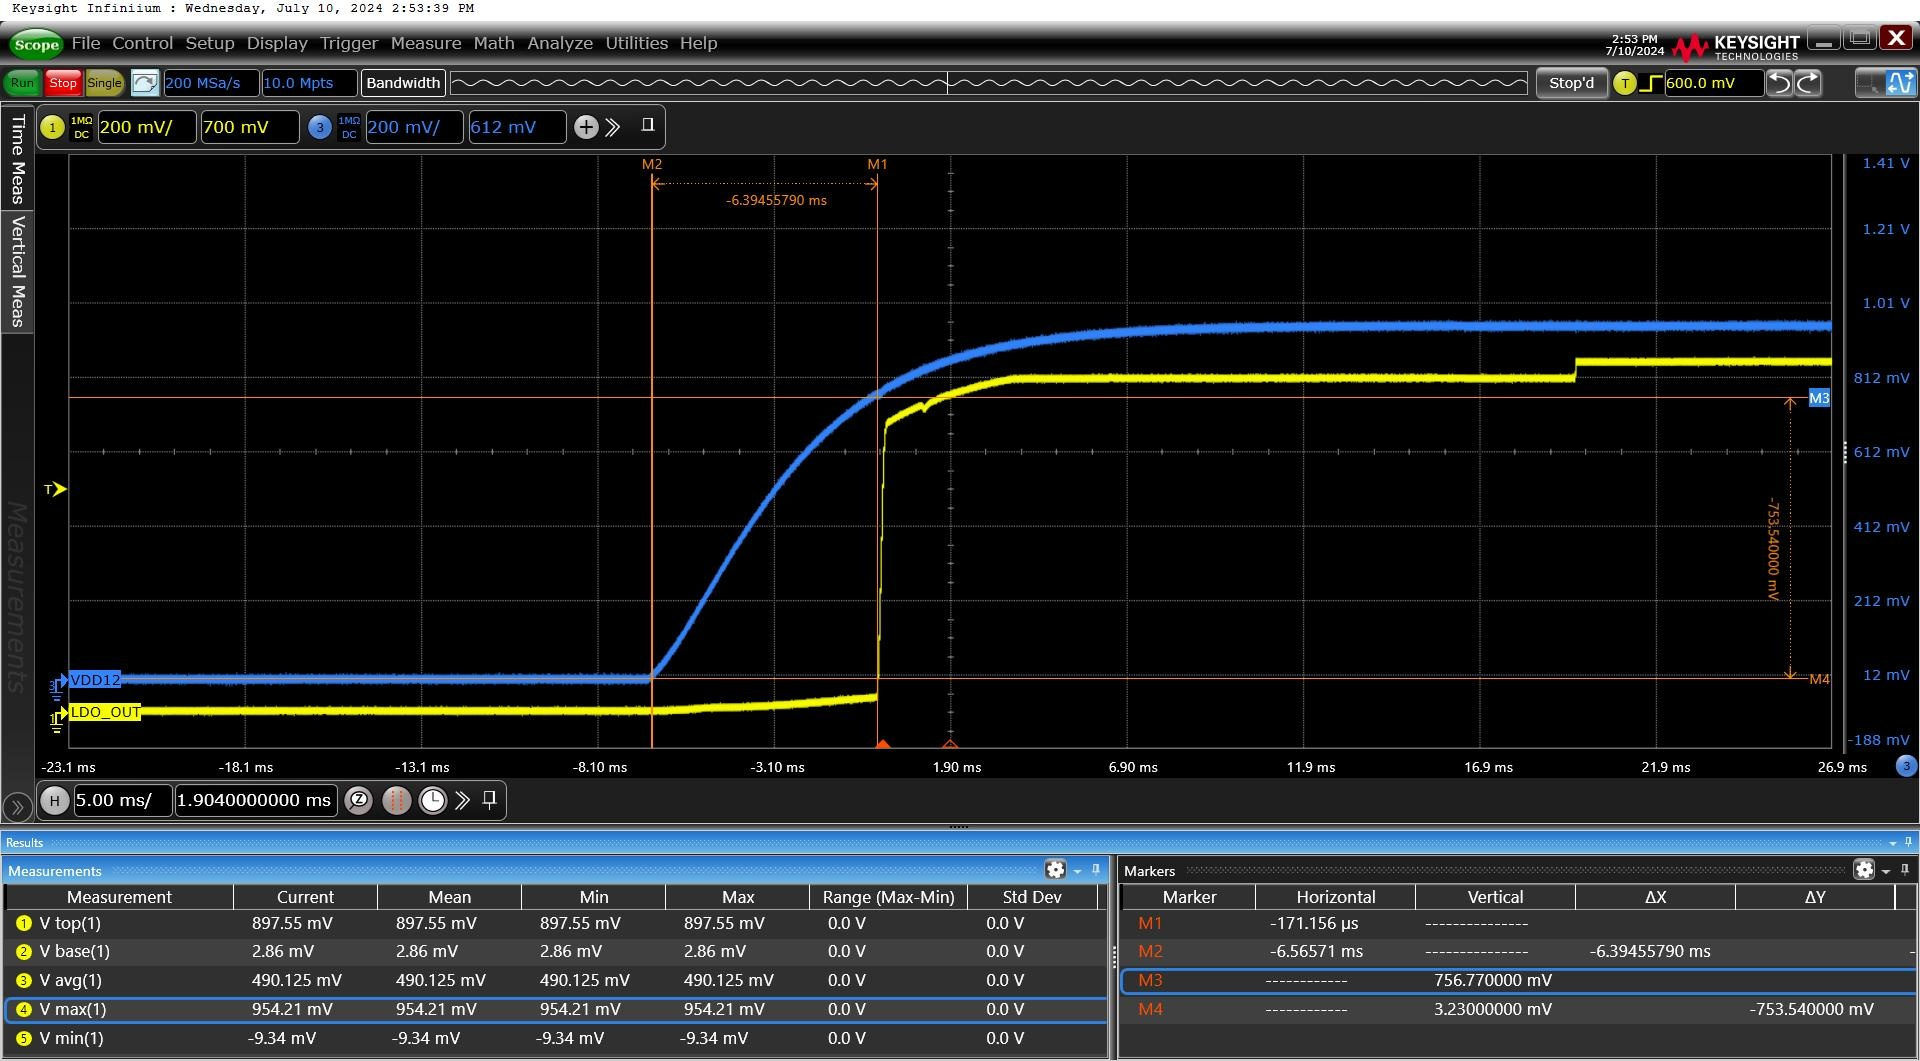 Keysight Infiniium : Wednesday, July 10, 2024 2:53:39 PM
Scope File Control Setup Display Trigger Measure Math Analyze Utilities Help
2:53 PM
7/10/2024
KEYSIGHT
TECHNOLOGIES
Run Stop Single 200 MSa/s 10.0 Mpts Bandwidth Stop'd T 600.0 mV
1 1MΩ DC 200 mV/ 700 mV 3 1MΩ DC 200 mV/ 612 mV
Time Meas
Vertical Meas
Measurements
M2 M1
-6.39455790 ms
1.41 V
1.21 V
1.01 V
812 mV
M3
612 mV
T
-753.540000 mV
412 mV
212 mV
3 VDD12
12 mV
M4
1 LDO_OUT
-188 mV
-23.1 ms -18.1 ms -13.1 ms -8.10 ms -3.10 ms 1.90 ms 6.90 ms 11.9 ms 16.9 ms 21.9 ms 26.9 ms 3
H 5.00 ms/ 1.9040000000 ms Z
Results
Measurements
Measurement Current Mean Min Max Range (Max-Min) Std Dev
1 V top(1) 897.55 mV 897.55 mV 897.55 mV 897.55 mV 0.0 V 0.0 V
2 V base(1) 2.86 mV 2.86 mV 2.86 mV 2.86 mV 0.0 V 0.0 V
3 V avg(1) 490.125 mV 490.125 mV 490.125 mV 490.125 mV 0.0 V 0.0 V
4 V max(1) 954.21 mV 954.21 mV 954.21 mV 954.21 mV 0.0 V 0.0 V
5 V min(1) -9.34 mV -9.34 mV -9.34 mV -9.34 mV 0.0 V 0.0 V
Markers
Marker Horizontal Vertical ΔX ΔY
M1 -171.156 µs ---------------
M2 -6.56571 ms --------------- -6.39455790 ms -
M3 ------------ 756.770000 mV
M4 ------------ 3.23000000 mV -753.540000 mV